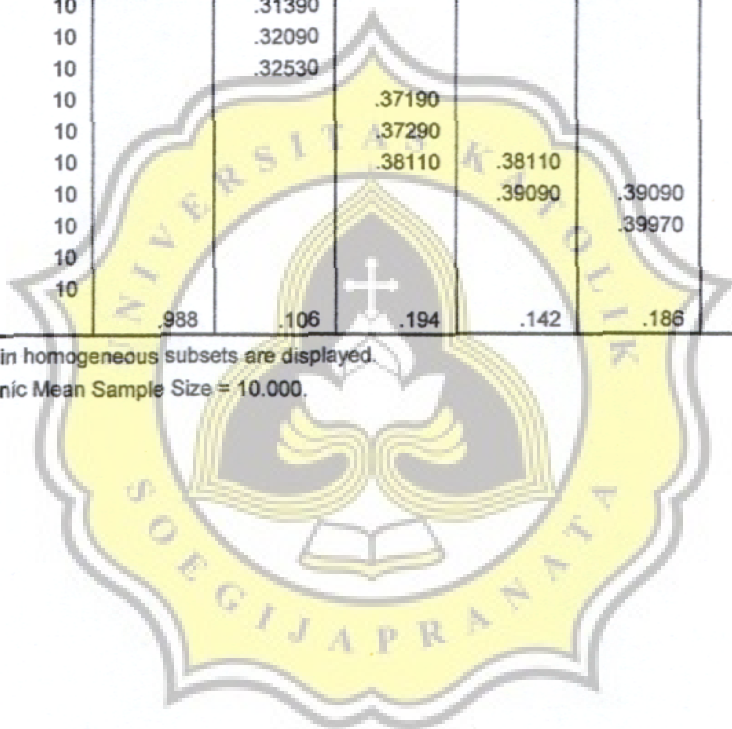 10 .31390
10 .32090
10 .32530
10 .37190
10 .37290
10 .38110 .38110
10 .39090 .39090
10 .39970
10
10
.988 .106 .194 .142 .186
in homogeneous subsets are displayed.
nic Mean Sample Size = 10.000.
UNIVERSITAS KATOLIK
SOEGIJAPRANATA